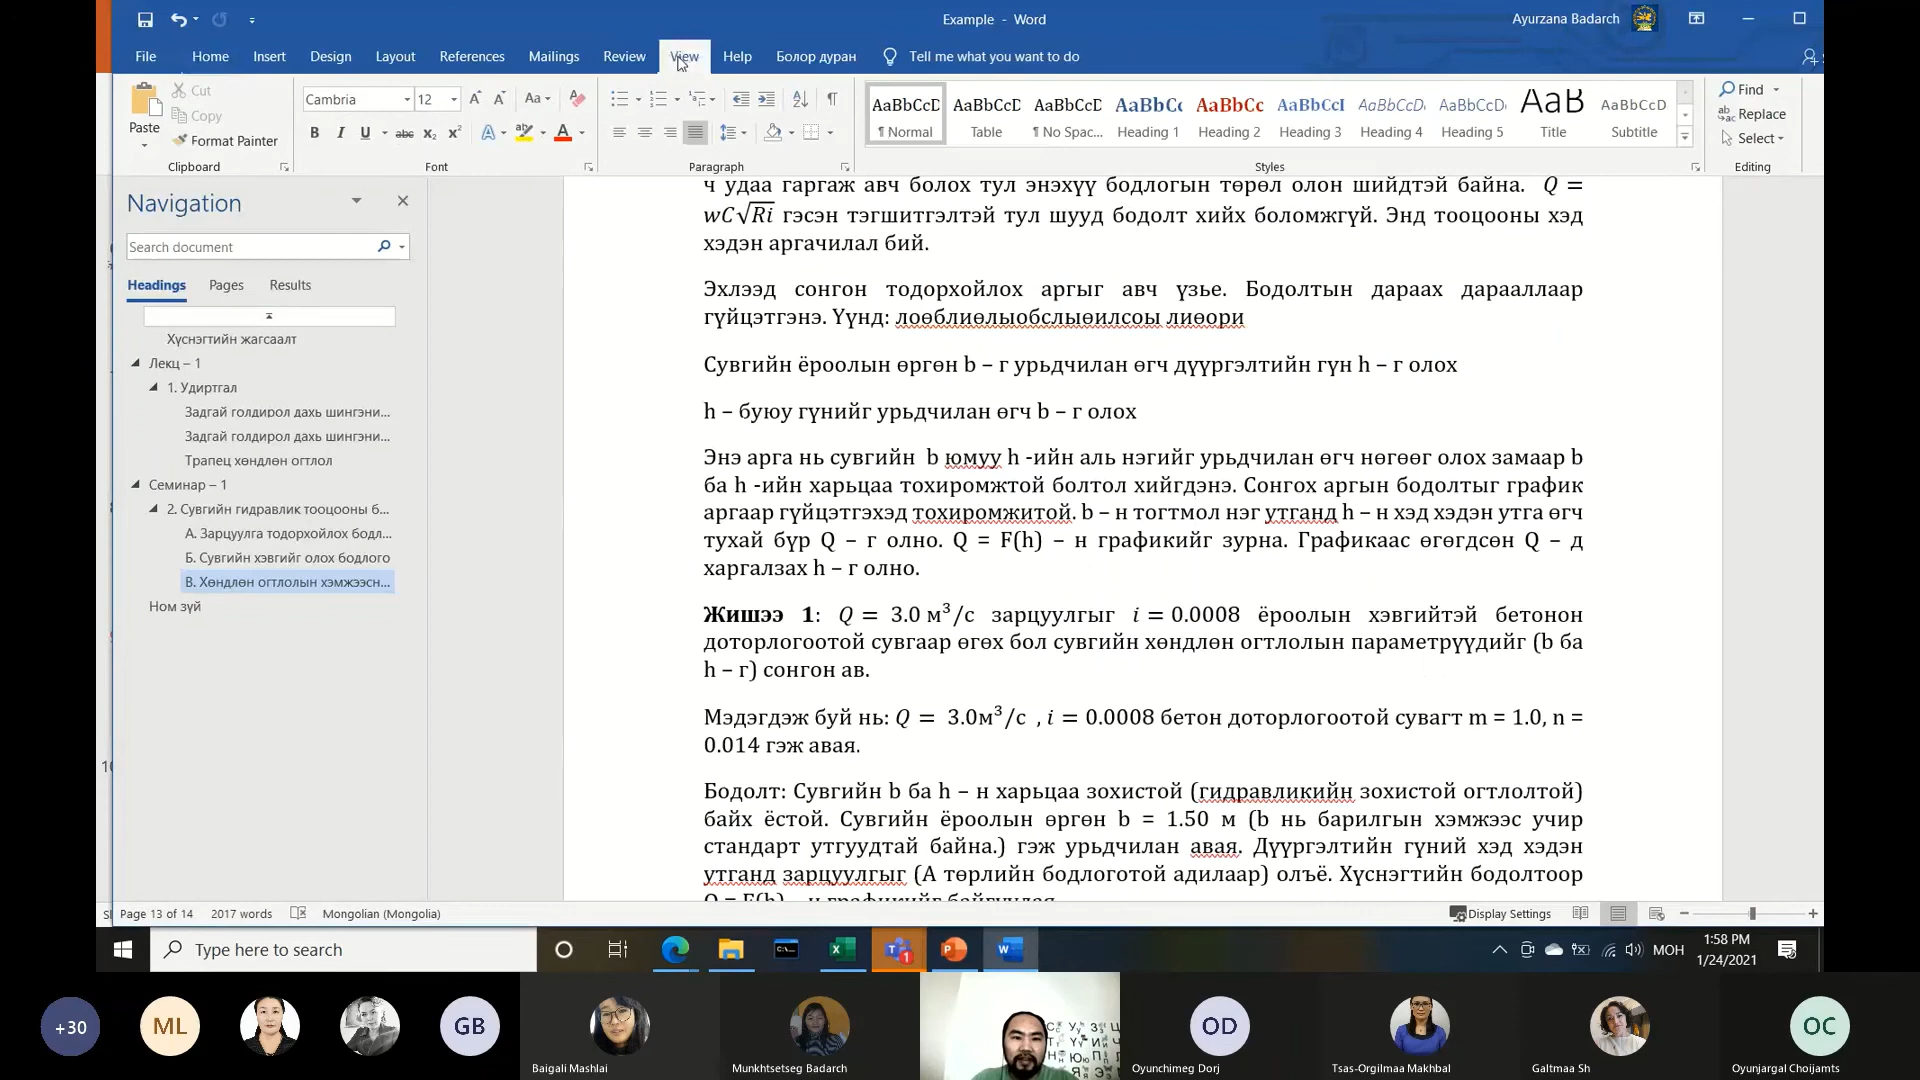 Example - Word
Ayurzana Badarch
File Home Insert Design Layout References Mailings Review View Help Болор дуран Tell me what you want to do
Paste
Cut
Copy
Format Painter
Clipboard
Cambria 12
Font
Paragraph
AaBbCcD AaBbCcDc AaBbCcD AaBbCc AaBbCc AaBbCcI AaBbCcD. AaBbCcD. AaB AaBbCcD
¶ Normal Table ¶ No Spac... Heading 1 Heading 2 Heading 3 Heading 4 Heading 5 Title Subtitle
Styles
Find
Replace
Select
Editing
Navigation
Search document
Headings Pages Results
Хүснэгтийн жагсаалт
Лекц – 1
1. Удиртгал
Задгай голдирол дахь шингэни...
Задгай голдирол дахь шингэни...
Трапец хөндлөн огтлол
Семинар – 1
2. Сувгийн гидравлик тооцооны б...
А. Зарцуулга тодорхойлох бодл...
Б. Сувгийн хэвгийг олох бодлого
В. Хөндлөн огтлолын хэмжээсн...
Ном зүй
ч удаа гаргаж авч болох тул энэхүү бодлогын төрөл олон шийдтэй байна. Q =
wC√Ri гэсэн тэгшитгэлтэй тул шууд бодолт хийх боломжгүй. Энд тооцооны хэд
хэдэн аргачилал бий.
Эхлээд сонгон тодорхойлох аргыг авч үзье. Бодолтын дараах дарааллаар
гүйцэтгэнэ. Үүнд: лоөблиөлыобслыөилсоы лиөори
Сувгийн ёроолын өргөн b – г урьдчилан өгч дүүргэлтийн гүн h – г олох
h – буюу гүнийг урьдчилан өгч b – г олох
Энэ арга нь сувгийн b юмуу h -ийн аль нэгийг урьдчилан өгч нөгөөг олох замаар b
ба h -ийн харьцаа тохиромжтой болтол хийгдэнэ. Сонгох аргын бодолтыг график
аргаар гүйцэтгэхэд тохиромжитой. b – н тогтмол нэг утганд h – н хэд хэдэн утга өгч
тухай бүр Q – г олно. Q = F(h) – н графикийг зурна. Графикаас өгөгдсөн Q – д
харгалзах h – г олно.
Жишээ 1: Q = 3.0 м³/с зарцуулгыг i = 0.0008 ёроолын хэвгийтэй бетонон
доторлогоотой сувгаар өгөх бол сувгийн хөндлөн огтлолын параметрүүдийг (b ба
h – г) сонгон ав.
Мэдэгдэж буй нь: Q = 3.0м³/с , i = 0.0008 бетон доторлогоотой сувагт m = 1.0, n =
0.014 гэж авая.
Бодолт: Сувгийн b ба h – н харьцаа зохистой (гидравликийн зохистой огтлолтой)
байх ёстой. Сувгийн ёроолын өргөн b = 1.50 м (b нь барилгын хэмжээс учир
стандарт утгуудтай байна.) гэж урьдчилан авая. Дүүргэлтийн гүний хэд хэдэн
утганд зарцуулгыг (А төрлийн бодлоготой адилаар) олъё. Хүснэгтийн бодолтоор
Q = F(h) – н графикийг байгуулая.
Page 13 of 14 2017 words Mongolian (Mongolia) Display Settings
Type here to search
МОН
1:58 PM
1/24/2021
+30 ML GB OD OC
Baigali Mashlai Munkhtsetseg Badarch Oyunchimeg Dorj Tsas-Orgilmaa Makhbal Galtmaa Sh Oyunjargal Choijamts